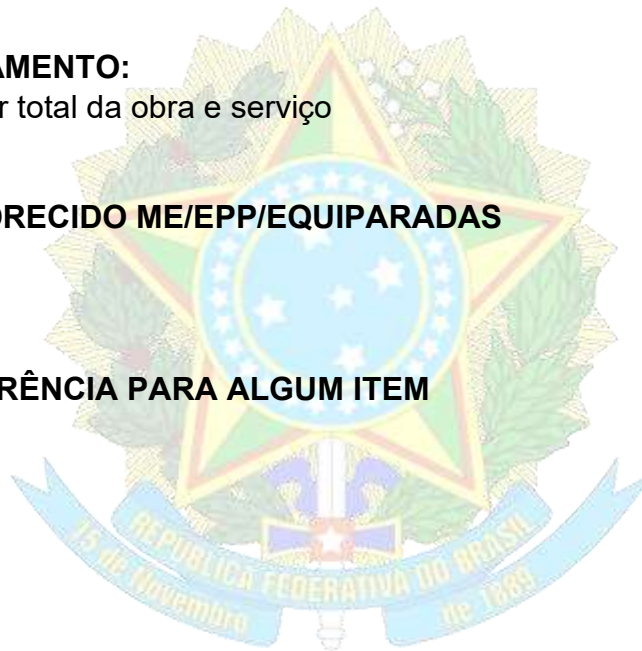 AMENTO:
r total da obra e serviço
ORECIDO ME/EPP/EQUIPARADAS
RÊNCIA PARA ALGUM ITEM
REPUBLICA FEDERATIVA DO BRASIL
15 de Novembro
de 1889